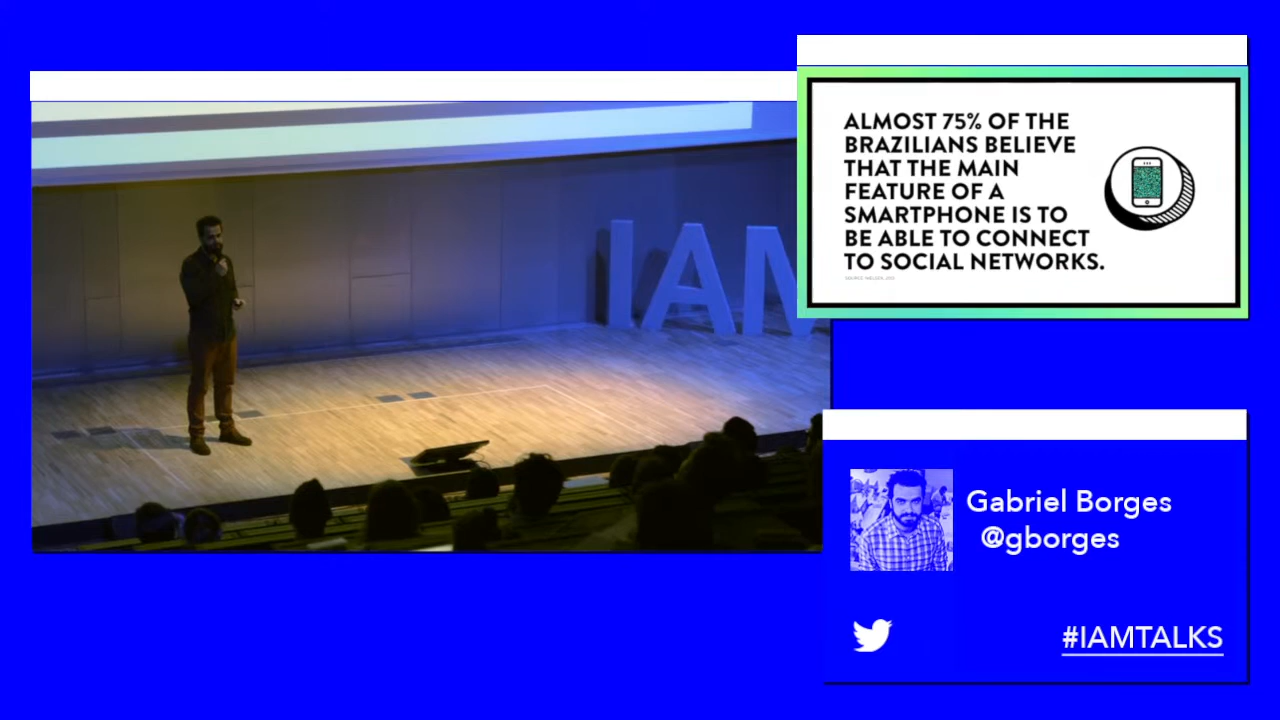 ALMOST 75% OF THE
BRAZILIANS BELIEVE
THAT THE MAIN
FEATURE OF A
SMARTPHONE IS TO
BE ABLE TO CONNECT
TO SOCIAL NETWORKS.
IAM
Gabriel Borges
@gborges
#IAMTALKS